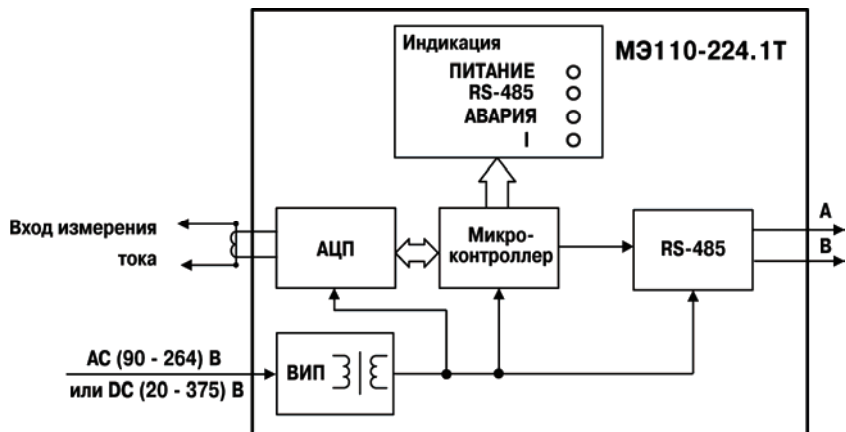 Индикация
МЭ110-224.1Т
ПИТАНИЕ
RS-485
АВАРИЯ
I
Вход измерения
тока
АЦП
Микро-
контроллер
RS-485
A
B
AC (90 - 264) В
или DC (20 - 375) В
ВИП